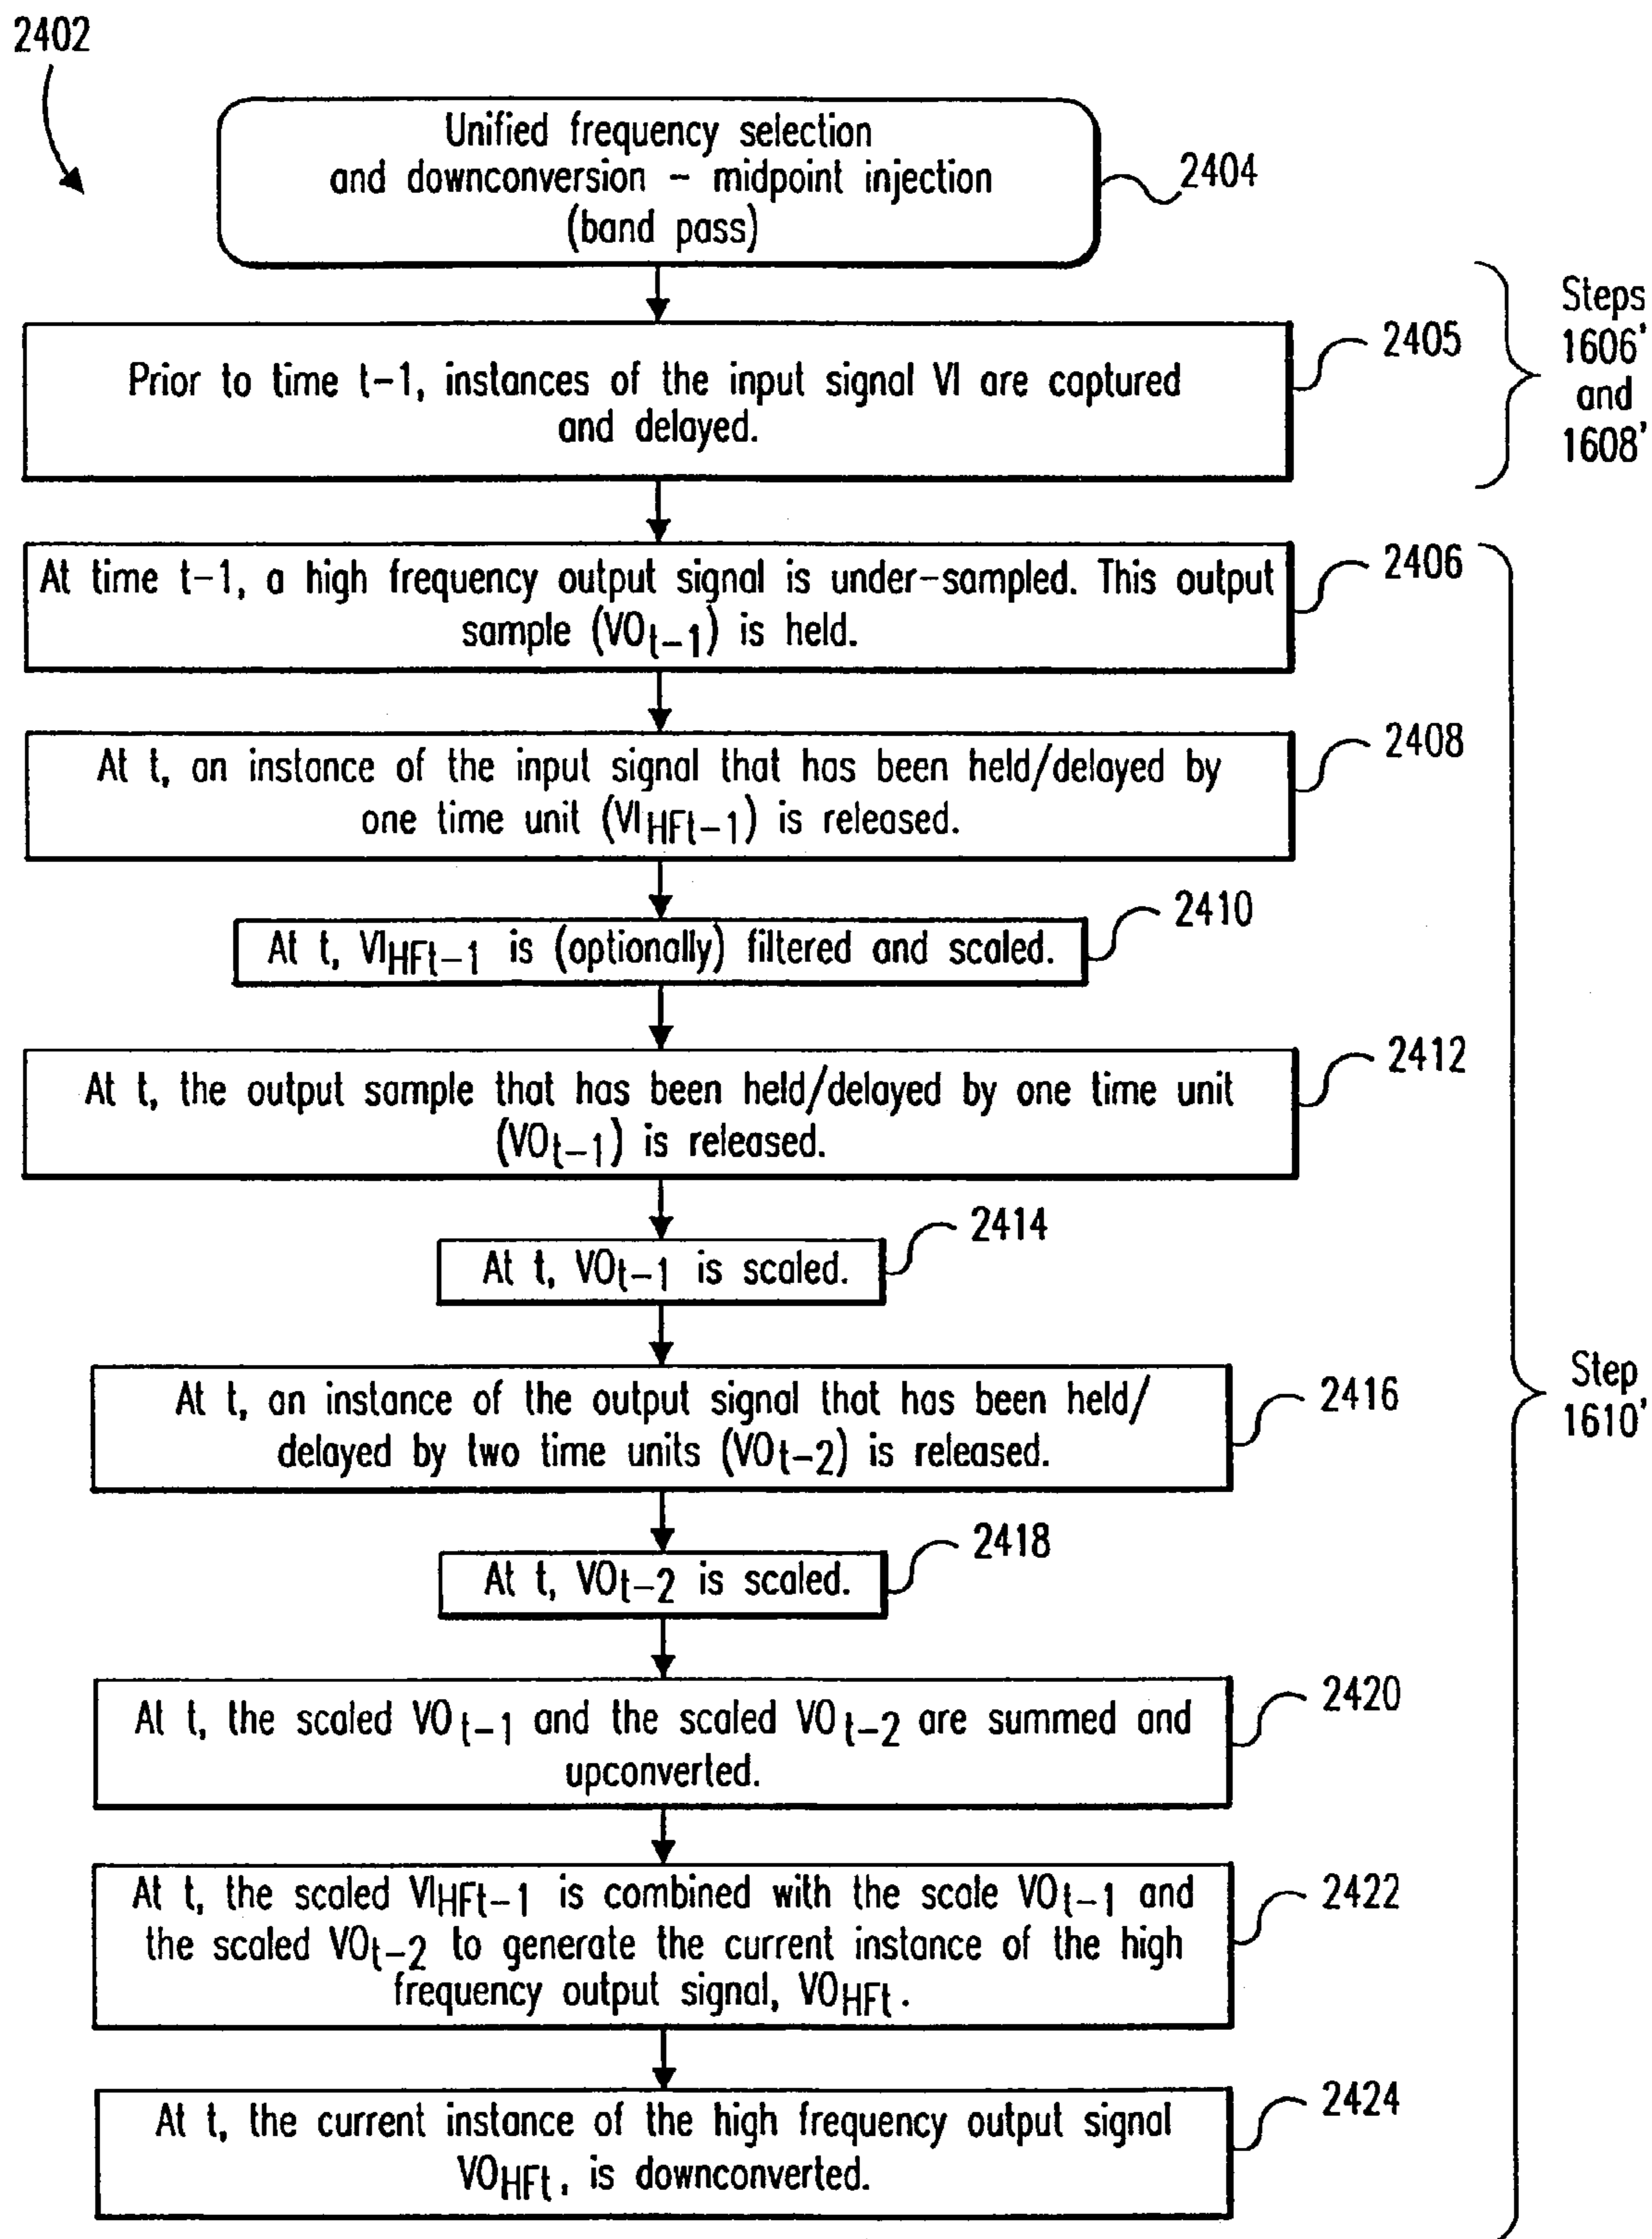 2402
Unified frequency selection
and downconversion – midpoint injection
(band pass)
2404
Prior to time t–1, instances of the input signal VI are captured
and delayed.
2405
Steps
1606'
and
1608'
At time t–1, a high frequency output signal is under-sampled. This output
sample (VOt–1) is held.
2406
At t, an instance of the input signal that has been held/delayed by
one time unit (VIHFt–1) is released.
2408
At t, VIHFt–1 is (optionally) filtered and scaled.
2410
At t, the output sample that has been held/delayed by one time unit
(VOt–1) is released.
2412
At t, VOt–1 is scaled.
2414
At t, an instance of the output signal that has been held/
delayed by two time units (VOt–2) is released.
2416
Step
1610'
At t, VOt–2 is scaled.
2418
At t, the scaled VOt–1 and the scaled VOt–2 are summed and
upconverted.
2420
At t, the scaled VIHFt–1 is combined with the scale VOt–1 and
the scaled VOt–2 to generate the current instance of the high
frequency output signal, VOHFt.
2422
At t, the current instance of the high frequency output signal
VOHFt, is downconverted.
2424